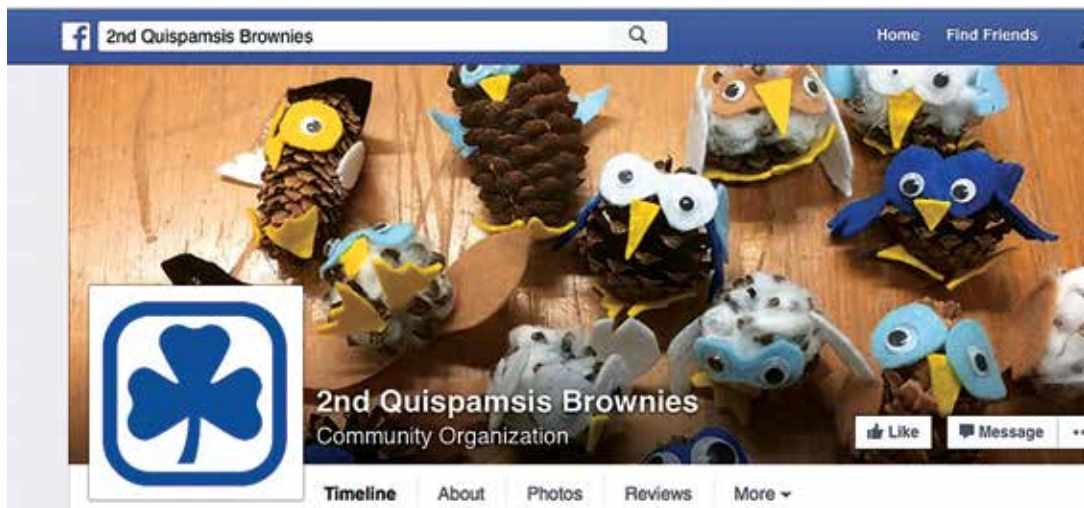 f 2nd Quispamsis Brownies Home Find Friends
2nd Quispamsis Brownies
Community Organization
Like Message
Timeline About Photos Reviews More